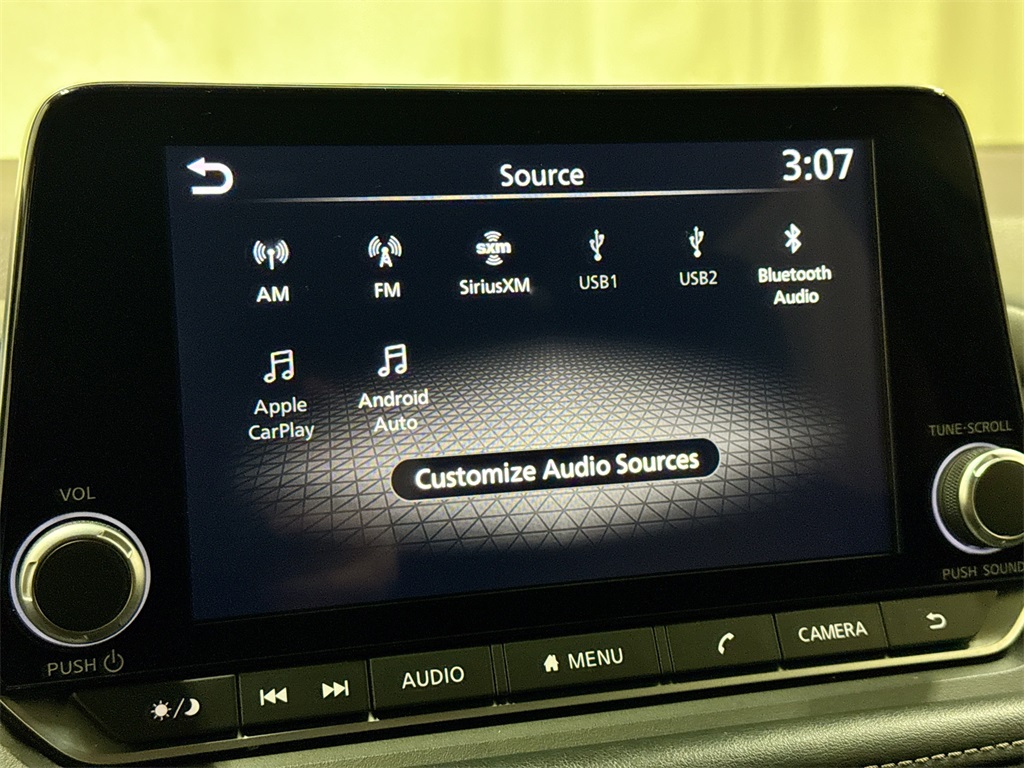 Source
3:07
AM
FM
sxm
SiriusXM
USB1
USB2
Bluetooth
Audio
Apple
CarPlay
Android
Auto
Customize Audio Sources
VOL
PUSH
TUNE·SCROLL
PUSH SOUND
AUDIO
MENU
CAMERA